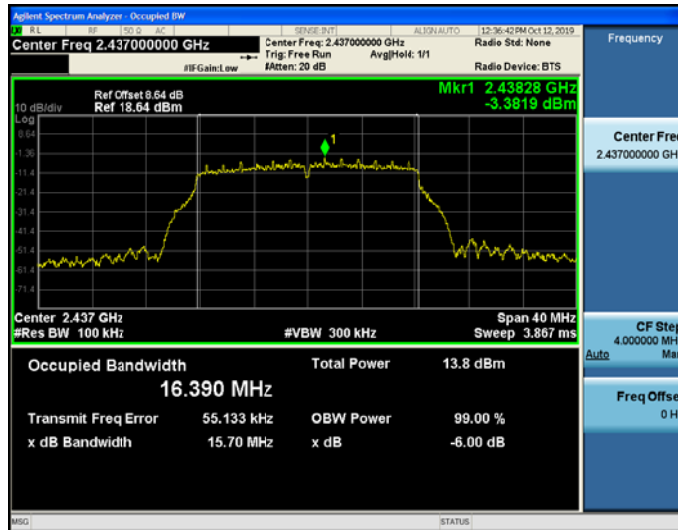 Agilent Spectrum Analyzer - Occupied BW
RL RF 50 Ω AC SENSE:INT ALIGN AUTO 12:36:42 PM Oct 12, 2019
Center Freq 2.437000000 GHz
Center Freq: 2.437000000 GHz
Radio Std: None
Trig: Free Run Avg|Hold: 1/1
#IFGain:Low #Atten: 20 dB Radio Device: BTS
Frequency
Mkr1 2.43828 GHz
-3.3819 dBm
Ref Offset 8.64 dB
10 dB/div Ref 18.64 dBm
Log
8.64
-1.36
1
-11.4
-21.4
-31.4
-41.4
-51.4
-61.4
-71.4
Center Fre
2.437000000 GH
Center 2.437 GHz Span 40 MHz
#Res BW 100 kHz #VBW 300 kHz Sweep 3.867 ms
CF Step
4.000000 MH
Auto Ma
Occupied Bandwidth Total Power 13.8 dBm
16.390 MHz
Freq Offse
0 H
Transmit Freq Error 55.133 kHz OBW Power 99.00 %
x dB Bandwidth 15.70 MHz x dB -6.00 dB
MSG STATUS